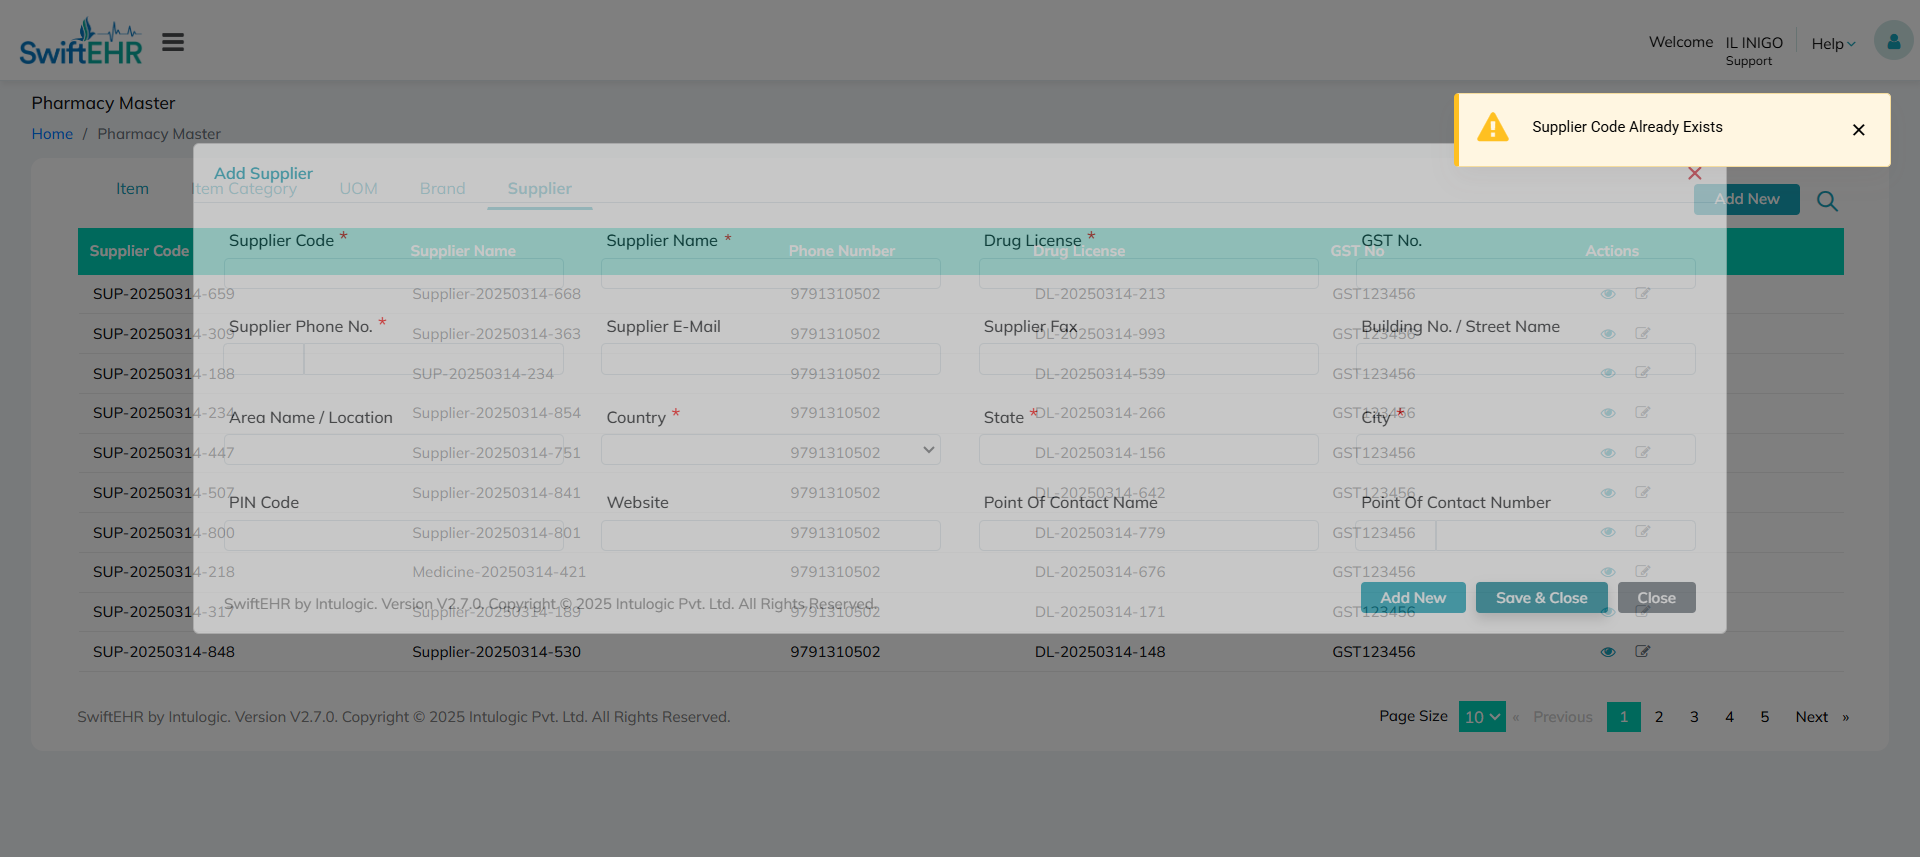 SwiftEHR
Welcome IL INIGO
Support
Help
Pharmacy Master
Home / Pharmacy Master
Supplier Code Already Exists
Add Supplier
Item Item Category UOM Brand Supplier
Add New
Supplier Code * Supplier Name * Drug License * GST No.
Supplier Code Supplier Name Phone Number Drug License GST No Actions
SUP-20250314-659 Supplier-20250314-668 9791310502 DL-20250314-213 GST123456
Supplier Phone No. * Supplier E-Mail Supplier Fax Building No. / Street Name
SUP-20250314-309 Supplier-20250314-363 9791310502 DL-20250314-993 GST123456
SUP-20250314-188 SUP-20250314-234 9791310502 DL-20250314-539 GST123456
SUP-20250314-234 Supplier-20250314-854 9791310502 DL-20250314-266 GST123456
Area Name / Location Country * State * City *
SUP-20250314-447 Supplier-20250314-751 9791310502 DL-20250314-156 GST123456
SUP-20250314-507 Supplier-20250314-841 9791310502 DL-20250314-642 GST123456
PIN Code Website Point Of Contact Name Point Of Contact Number
SUP-20250314-800 Supplier-20250314-801 9791310502 DL-20250314-779 GST123456
SUP-20250314-218 Medicine-20250314-421 9791310502 DL-20250314-676 GST123456
SwiftEHR by Intulogic. Version V2.7.0. Copyright © 2025 Intulogic Pvt. Ltd. All Rights Reserved.
Add New Save & Close Close
SUP-20250314-317 Supplier-20250314-189 9791310502 DL-20250314-171 GST123456
SUP-20250314-848 Supplier-20250314-530 9791310502 DL-20250314-148 GST123456
SwiftEHR by Intulogic. Version V2.7.0. Copyright © 2025 Intulogic Pvt. Ltd. All Rights Reserved.
Page Size 10 « Previous 1 2 3 4 5 Next »